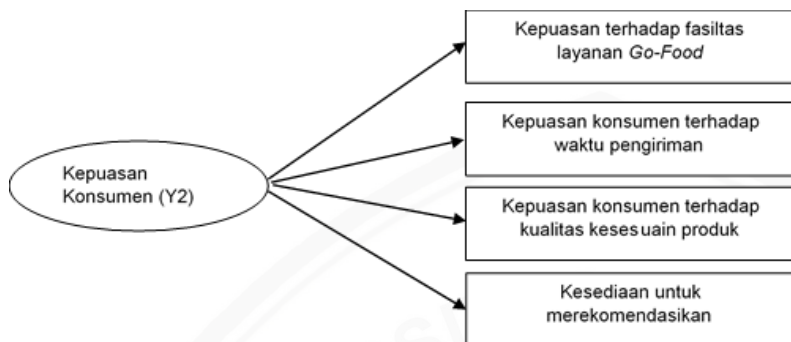 Kepuasan terhadap fasiltas
layanan Go-Food
Kepuasan konsumen terhadap
waktu pengiriman
Kepuasan
Konsumen (Y2)
Kepuasan konsumen terhadap
kualitas kesesuain produk
Kesediaan untuk
merekomendasikan